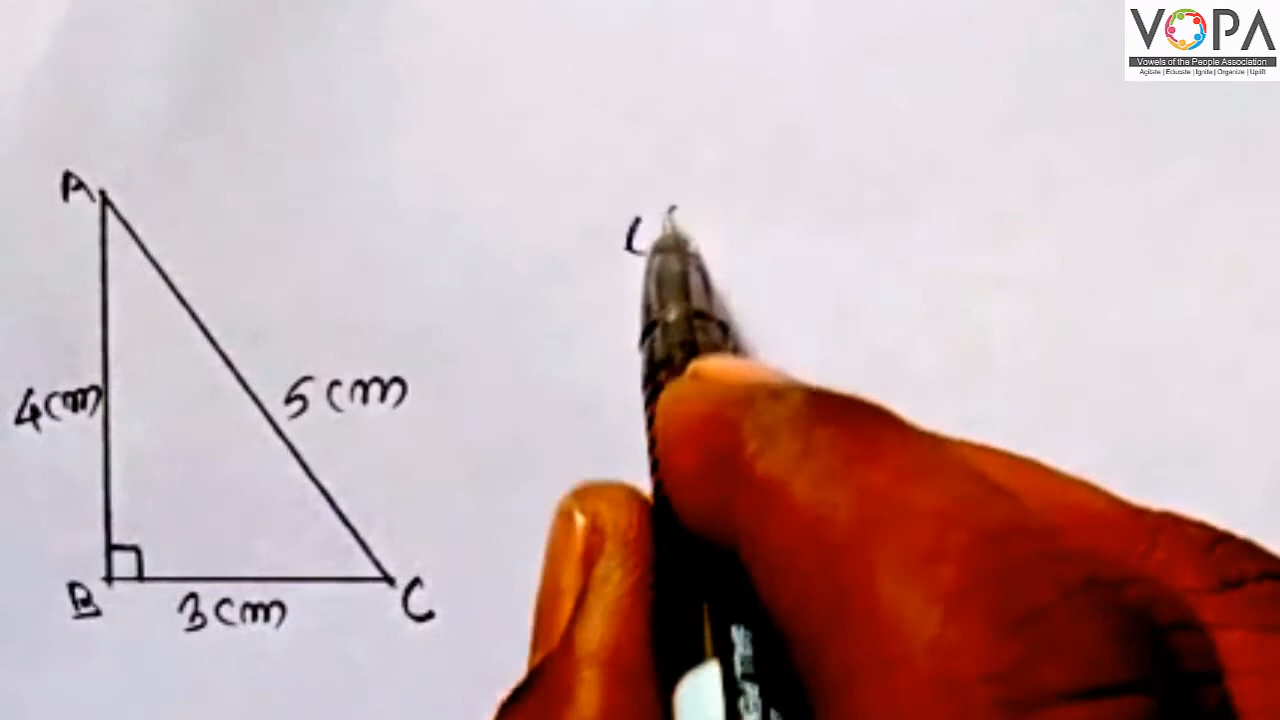 VOPA
Vowels of the People Association
Agitate | Educate | Ignite | Organize | Uplift
A
4cm
5cm
B
3cm
C
(